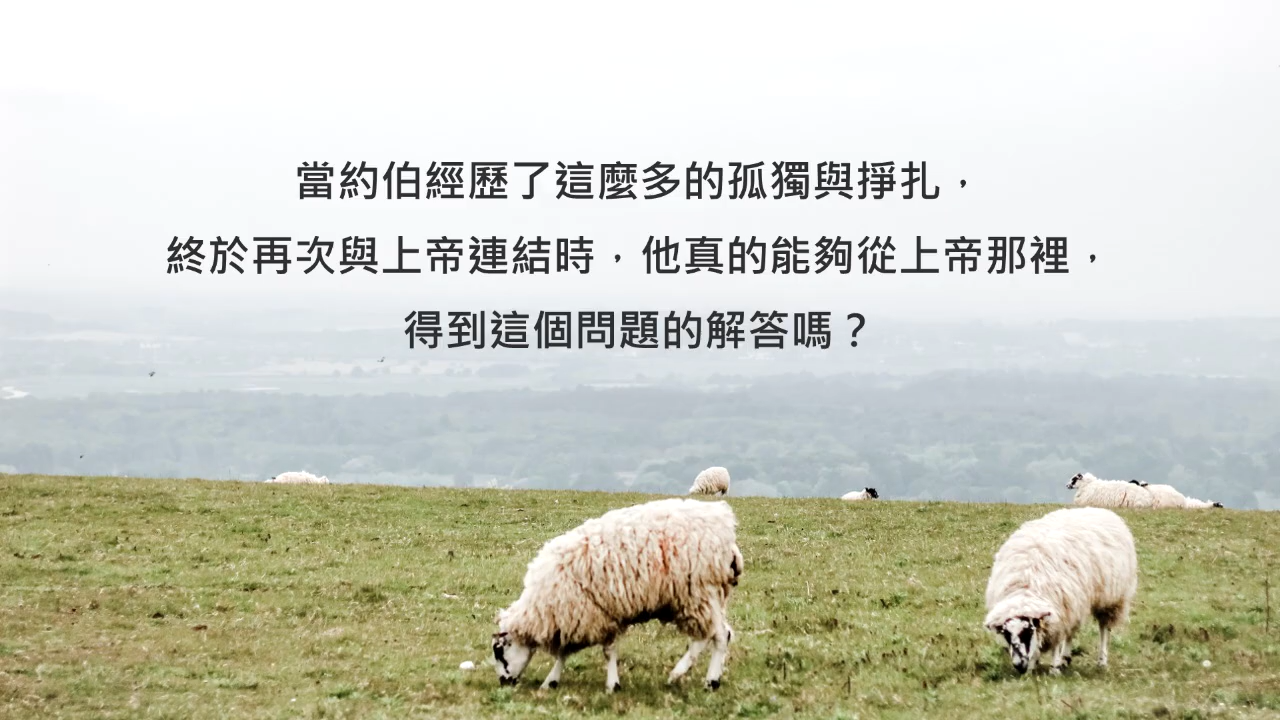 當約伯經歷了這麼多的孤獨與掙扎，
終於再次與上帝連結時，他真的能夠從上帝那裡，
得到這個問題的解答嗎？